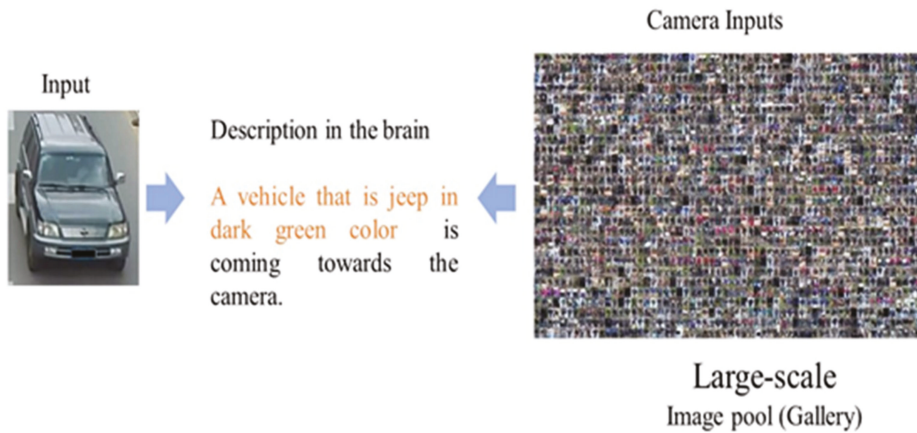 Camera Inputs
Input
Description in the brain
A vehicle that is jeep in
dark green color is
coming towards the
camera.
Large-scale
Image pool (Gallery)